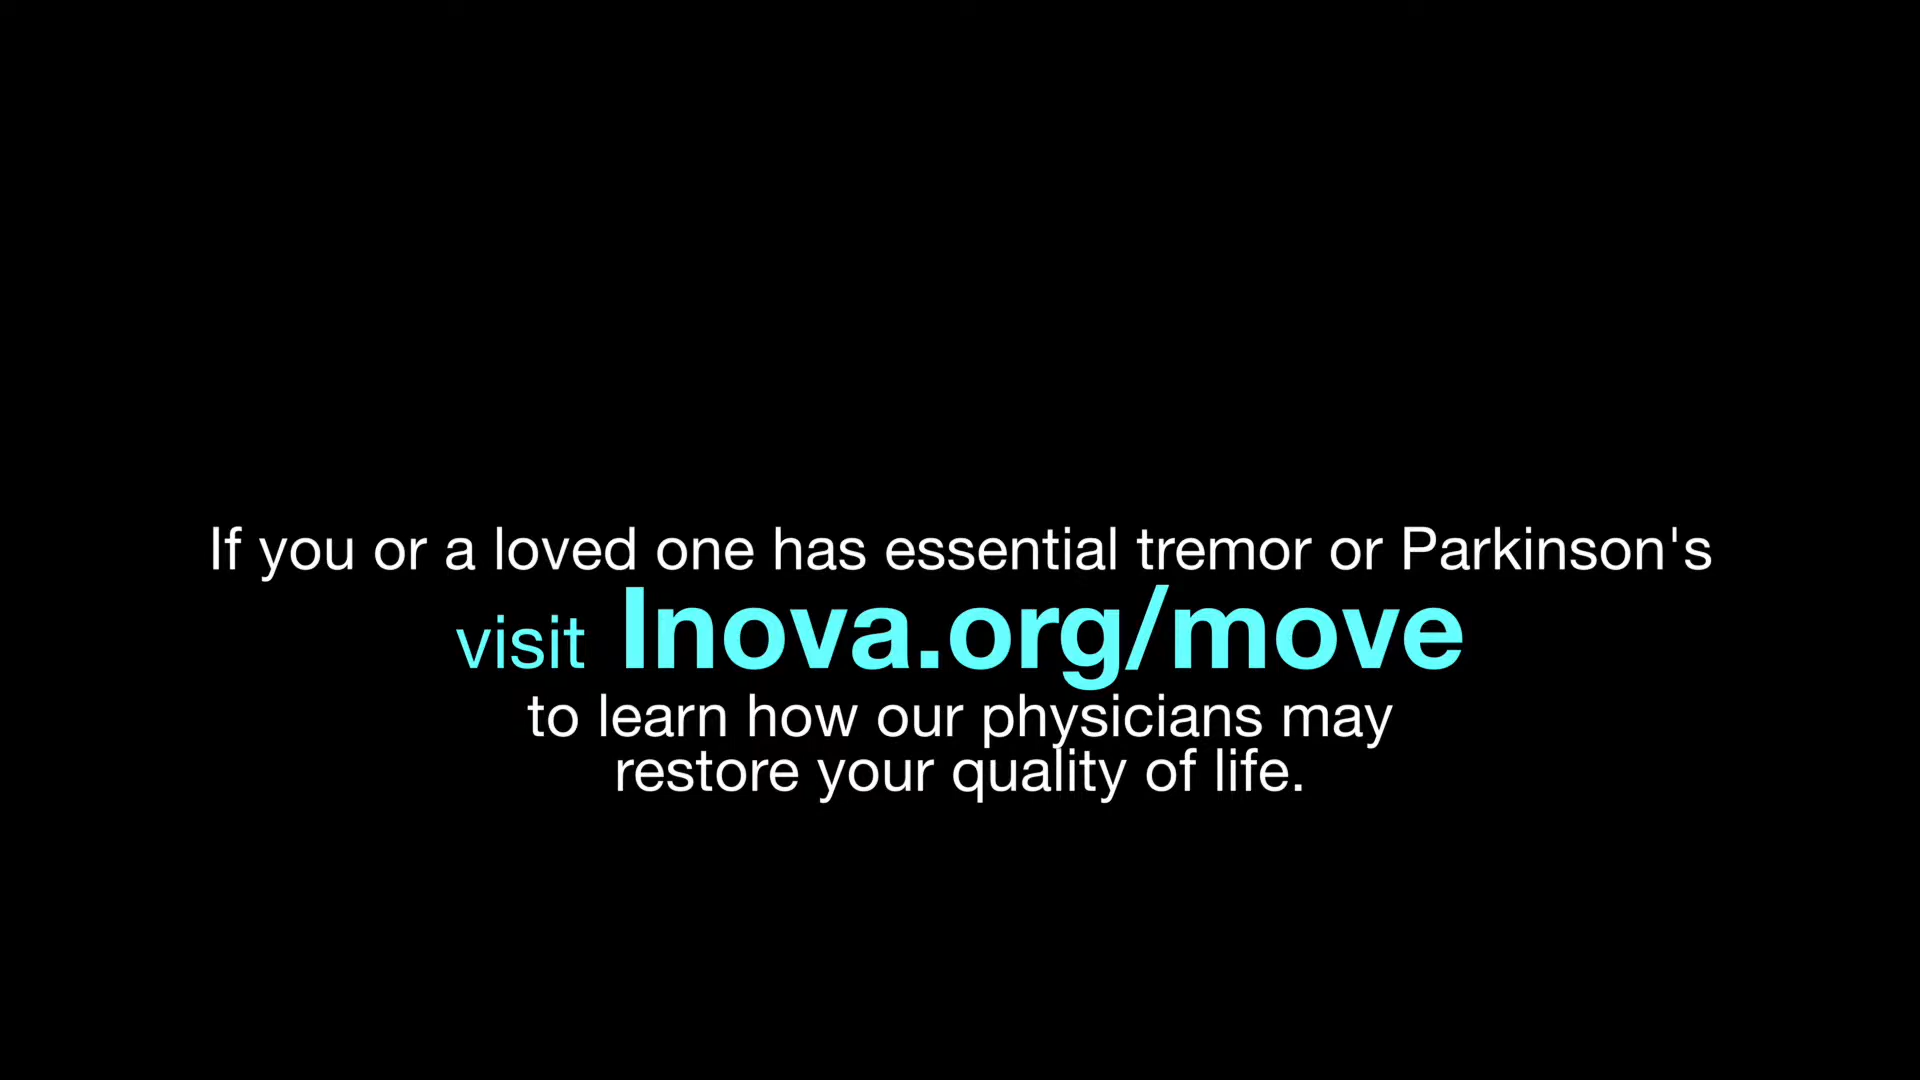 If you or a loved one has essential tremor or Parkinson's
visit Inova.org/move
to learn how our physicians may
restore your quality of life.